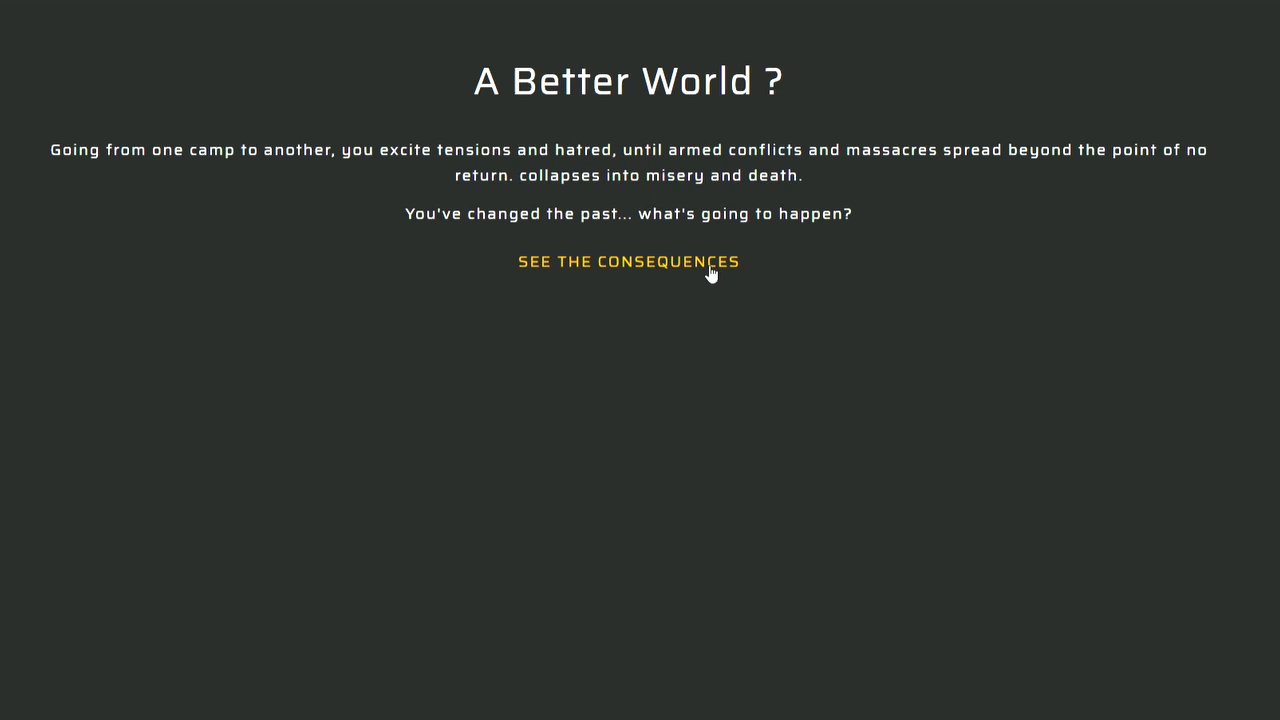 A Better World ?
Going from one camp to another, you excite tensions and hatred, until armed conflicts and massacres spread beyond the point of no
return. collapses into misery and death.
You've changed the past... what's going to happen?
SEE THE CONSEQUENCES